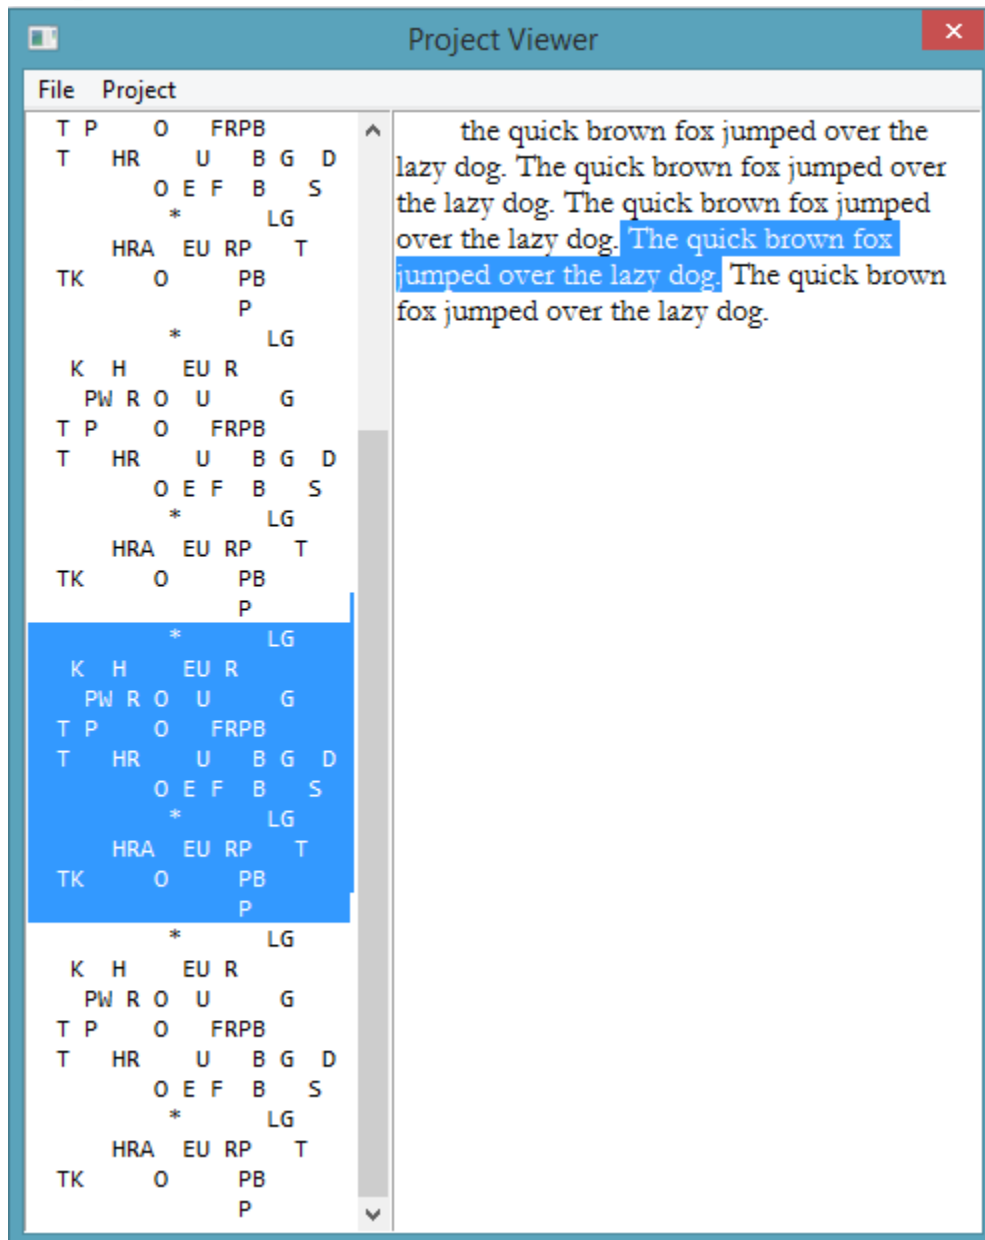 Project Viewer
File Project
T P O FRPB
T HR U B G D
O E F B S
* LG
HRA EU RP T
TK O PB
P
* LG
K H EU R
PW R O U G
T P O FRPB
T HR U B G D
O E F B S
* LG
HRA EU RP T
TK O PB
P
* LG
K H EU R
PW R O U G
T P O FRPB
T HR U B G D
O E F B S
* LG
HRA EU RP T
TK O PB
P
* LG
K H EU R
PW R O U G
T P O FRPB
T HR U B G D
O E F B S
* LG
HRA EU RP T
TK O PB
P
the quick brown fox jumped over the
lazy dog. The quick brown fox jumped over
the lazy dog. The quick brown fox jumped
over the lazy dog. The quick brown fox
jumped over the lazy dog. The quick brown
fox jumped over the lazy dog.